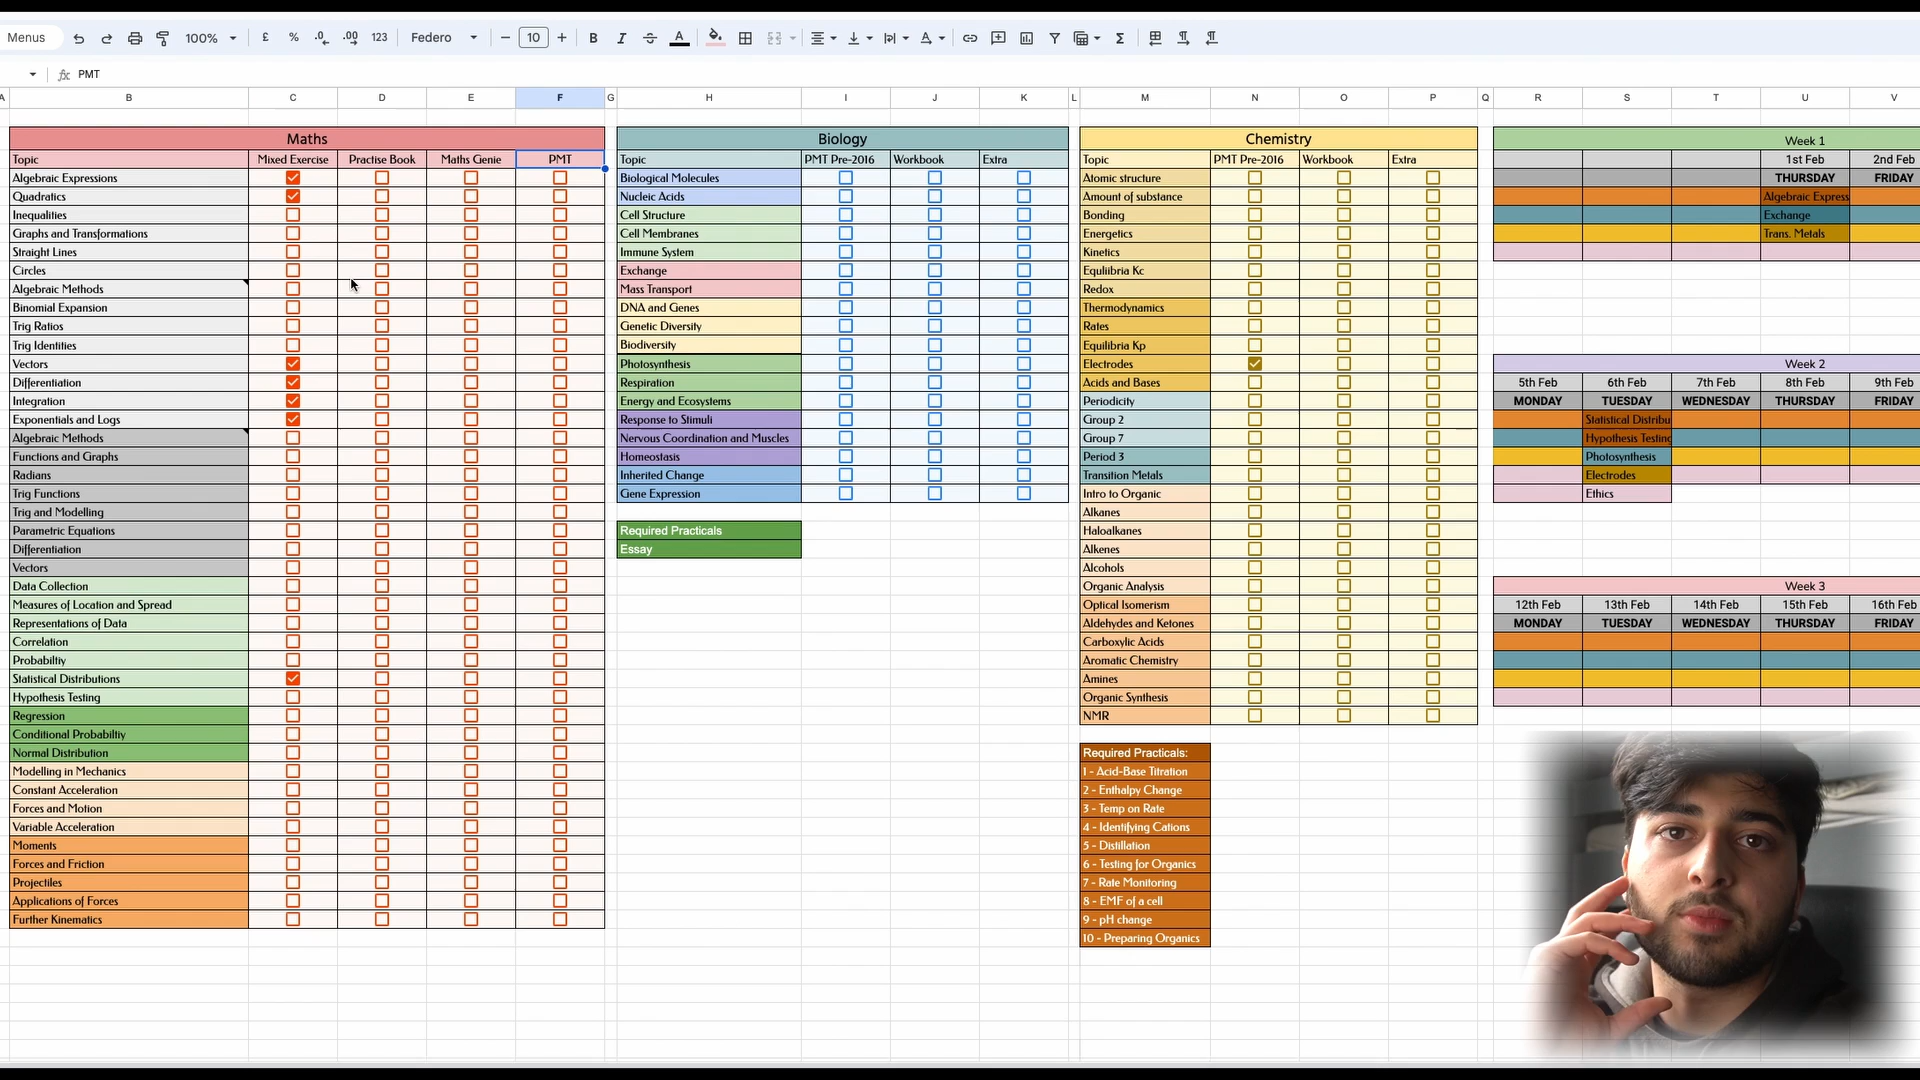 Menus 100% £ % .0 .00 123 Federo 10 B I A
fx PMT
A B C D E F G H I J K L M N O P Q R S T U V
Maths
Topic Mixed Exercise Practise Book Maths Genie PMT
Algebraic Expressions
Quadratics
Inequalities
Graphs and Transformations
Straight Lines
Circles
Algebraic Methods
Binomial Expansion
Trig Ratios
Trig Identities
Vectors
Differentiation
Integration
Exponentials and Logs
Algebraic Methods
Functions and Graphs
Radians
Trig Functions
Trig and Modelling
Parametric Equations
Differentiation
Vectors
Data Collection
Measures of Location and Spread
Representations of Data
Correlation
Probabiltiy
Statistical Distributions
Hypothesis Testing
Regression
Conditional Probabiltiy
Normal Distribution
Modelling in Mechanics
Constant Acceleration
Forces and Motion
Variable Acceleration
Moments
Forces and Friction
Projectiles
Applications of Forces
Further Kinematics
Biology
Topic PMT Pre-2016 Workbook Extra
Biological Molecules
Nucleic Acids
Cell Structure
Cell Membranes
Immune System
Exchange
Mass Transport
DNA and Genes
Genetic Diversity
Biodiversity
Photosynthesis
Respiration
Energy and Ecosystems
Response to Stimuli
Nervous Coordination and Muscles
Homeostasis
Inherited Change
Gene Expression
Required Practicals
Essay
Chemistry
Topic PMT Pre-2016 Workbook Extra
Atomic structure
Amount of substance
Bonding
Energetics
Kinetics
Equliibria Kc
Redox
Thermodynamics
Rates
Equilibria Kp
Electrodes
Acids and Bases
Periodicity
Group 2
Group 7
Period 3
Transition Metals
Intro to Organic
Alkanes
Haloalkanes
Alkenes
Alcohols
Organic Analysis
Optical Isomerism
Aldehydes and Ketones
Carboxylic Acids
Aromatic Chemistry
Amines
Organic Synthesis
NMR
Required Practicals:
1 - Acid-Base Titration
2 - Enthalpy Change
3 - Temp on Rate
4 - Identifying Cations
5 - Distillation
6 - Testing for Organics
7 - Rate Monitoring
8 - EMF of a cell
9 - pH change
10 - Preparing Organics
Week 1
1st Feb 2nd Feb
THURSDAY FRIDAY
Algebraic Express
Exchange
Trans. Metals
Week 2
5th Feb 6th Feb 7th Feb 8th Feb 9th Feb
MONDAY TUESDAY WEDNESDAY THURSDAY FRIDAY
Statistical Distribu
Hypothesis Testing
Photosynthesis
Electrodes
Ethics
Week 3
12th Feb 13th Feb 14th Feb 15th Feb 16th Feb
MONDAY TUESDAY WEDNESDAY THURSDAY FRIDAY